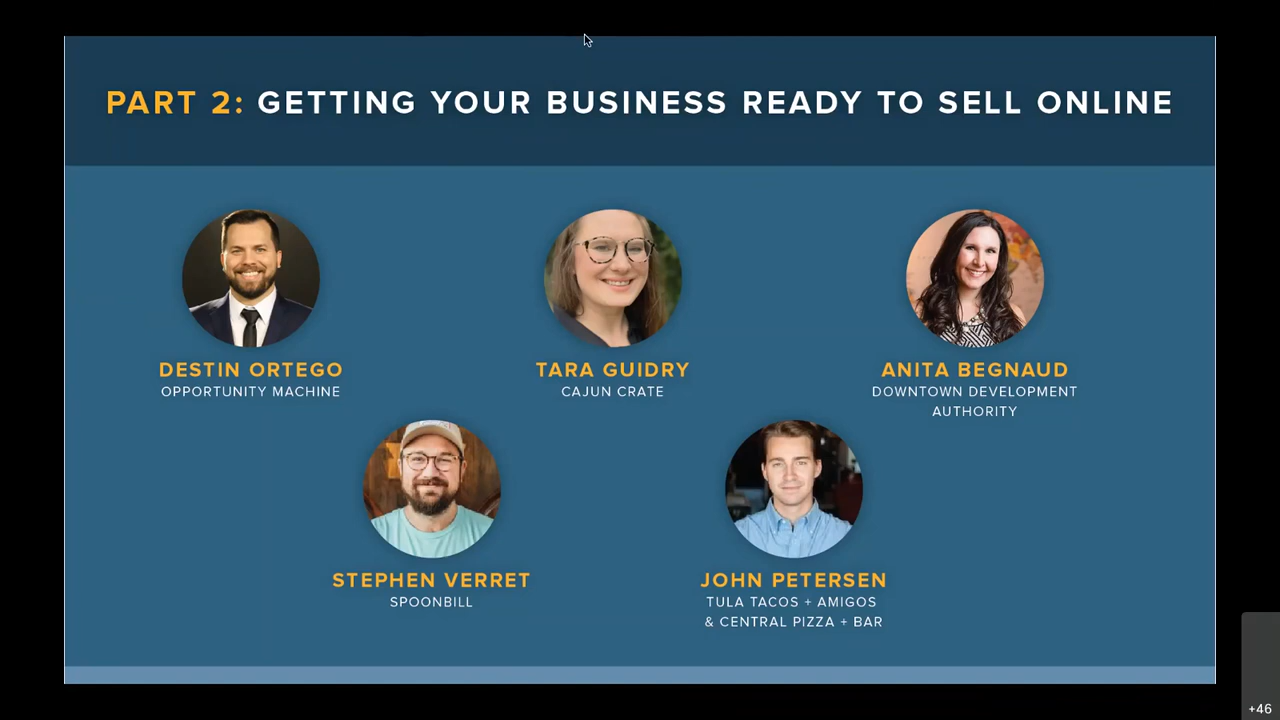 PART 2: GETTING YOUR BUSINESS READY TO SELL ONLINE
DESTIN ORTEGO
OPPORTUNITY MACHINE
TARA GUIDRY
CAJUN CRATE
ANITA BEGNAUD
DOWNTOWN DEVELOPMENT
AUTHORITY
STEPHEN VERRET
SPOONBILL
JOHN PETERSEN
TULA TACOS + AMIGOS
& CENTRAL PIZZA + BAR
+46